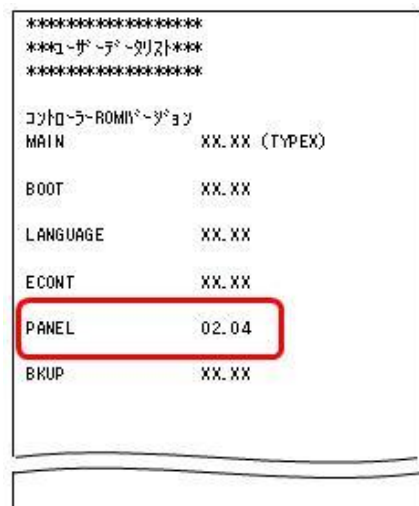 ******************
***ユーザーデータリスト***
******************
コントローラーROMバージョン
MAIN XX.XX (TYPEX)
BOOT XX.XX
LANGUAGE XX.XX
ECONT XX.XX
PANEL 02.04
BKUP XX.XX